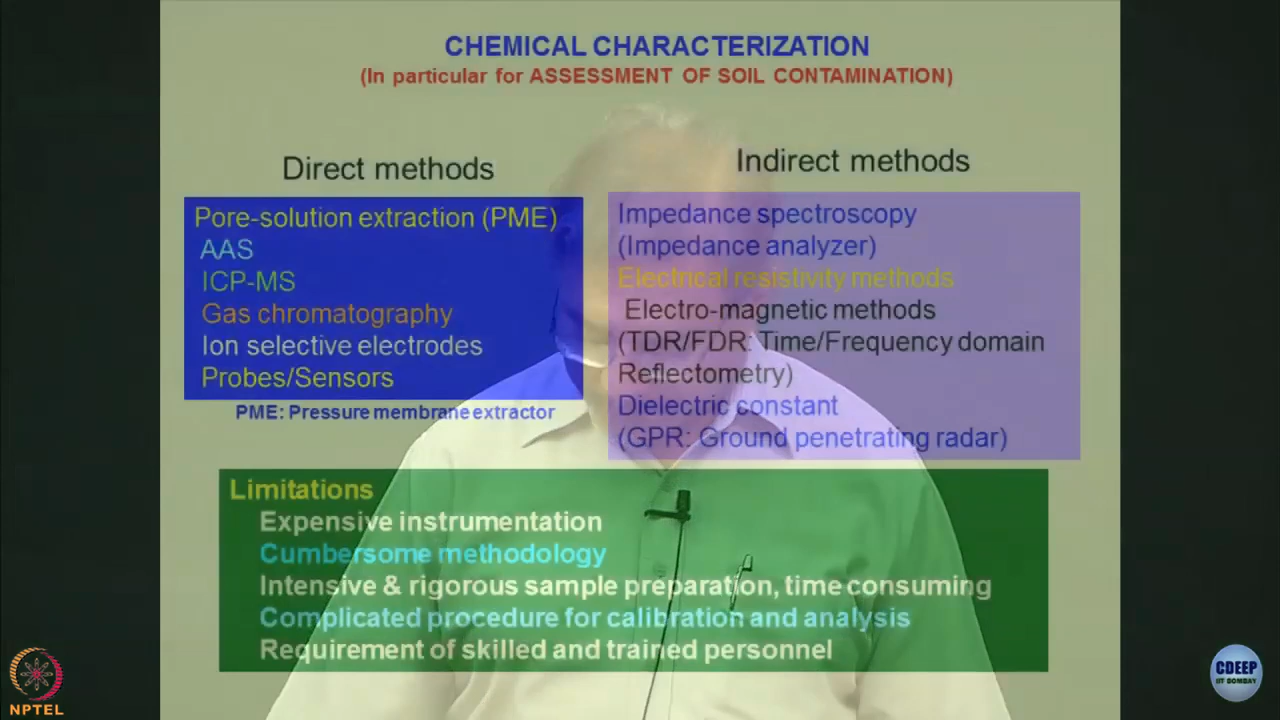 CHEMICAL CHARACTERIZATION
(In particular for ASSESSMENT OF SOIL CONTAMINATION)
Direct methods
Pore-solution extraction (PME)
AAS
ICP-MS
Gas chromatography
Ion selective electrodes
Probes/Sensors
PME: Pressure membrane extractor
Indirect methods
Impedance spectroscopy
(Impedance analyzer)
Electrical resistivity methods
Electro-magnetic methods
(TDR/FDR: Time/Frequency domain
Reflectometry)
Dielectric constant
(GPR: Ground penetrating radar)
Limitations
Expensive instrumentation
Cumbersome methodology
Intensive & rigorous sample preparation, time consuming
Complicated procedure for calibration and analysis
Requirement of skilled and trained personnel
NPTEL
CDEEP
IIT BOMBAY